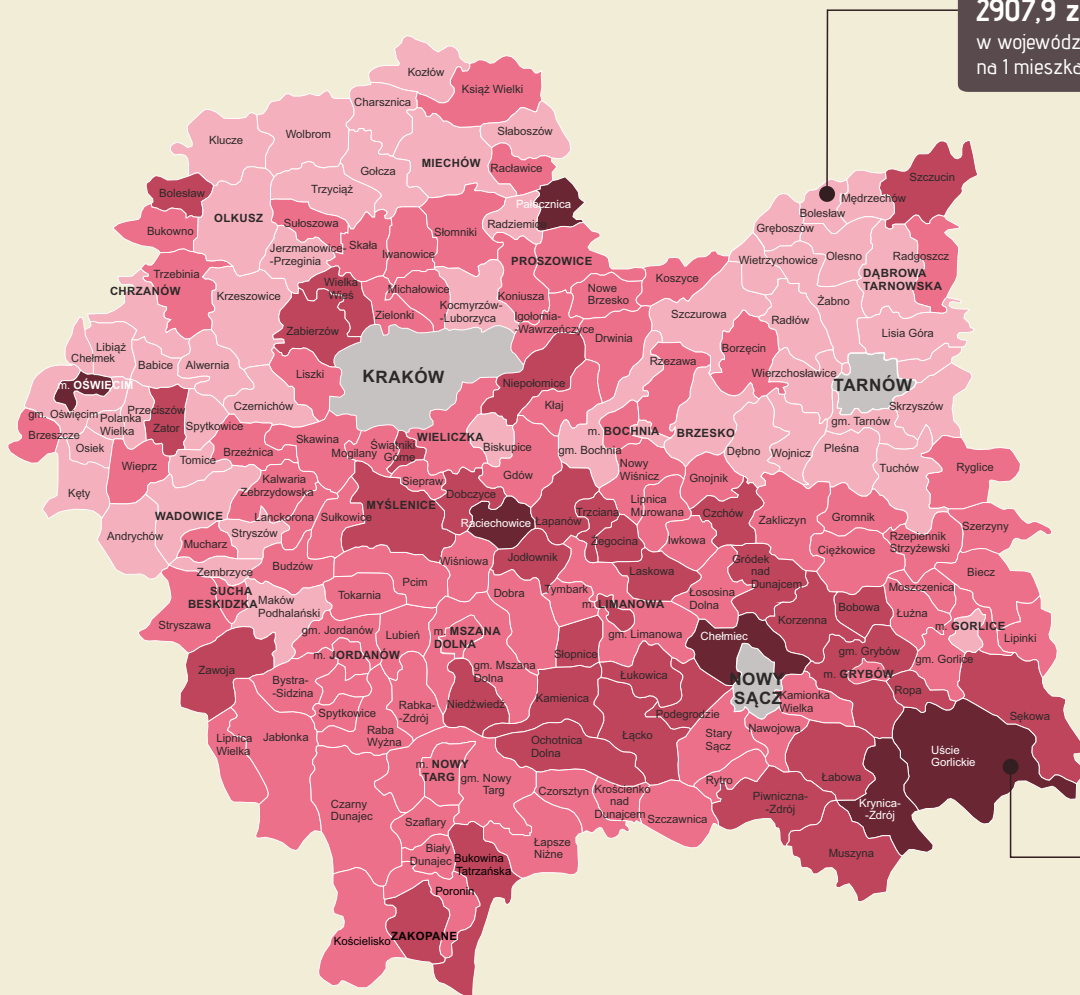 2907,9 z
w wojewódz
na 1 mieszka
Kozłów
Książ Wielki
Charsznica
Słaboszów
Wolbrom
Klucze
MIECHÓW
Racławice
Gołcza
Trzyciąż
Bolesław
Pałecznica
Radziemice
OLKUSZ
Bukowno
Sułoszowa
Słomniki
Skała
Iwanowice
Jerzmanowice-
-Przeginia
PROSZOWICE
Trzebinia
CHRZANÓW
Krzeszowice
Wielka
Wieś
Michałowice
Zielonki
Kocmyrzów-
-Luborzyca
Koniusza
Nowe
Brzesko
Koszyce
Igołomia-
-Wawrzeńczyce
Zabierzów
Drwinia
Szczurowa
Szczucin
Mędrzechów
Bolesław
Gręboszów
Wietrzychowice
Olesno
Radgoszcz
DĄBROWA
TARNOWSKA
Żabno
Radłów
Lisia Góra
Borzęcin
Wierzchosławice
Rzezawa
TARNÓW
Skrzyszów
gm. Tarnów
Libiąż
Chełmek
Babice
Alwernia
Liszki
KRAKÓW
Niepołomice
Kłaj
m. OŚWIĘCIM
gm. Oświęcim
Polanka
Wielka
Przeciszów
Zator
Spytkowice
Czernichów
Brzeszcze
Osiek
Wieprz
Tomice
Brzeźnica
Skawina
Mogilany
Świątniki
Górne
WIELICZKA
Biskupice
m. BOCHNIA
gm. Bochnia
BRZESKO
Dębno
Wojnicz
Pleśna
Tuchów
Ryglice
Kęty
Kalwaria
Zebrzydowska
Siepraw
Gdów
Nowy
Wiśnicz
Gnojnik
WADOWICE
Lanckorona
Sułkowice
MYŚLENICE
Dobczyce
Raciechowice
Łapanów
Trzciana
Lipnica
Murowana
Czchów
Zakliczyn
Gromnik
Szerzyny
Andrychów
Mucharz
Stryszów
Żegocina
Iwkowa
Rzepiennik
Strzyżewski
Ciężkowice
Zembrzyce
Budzów
Wiśniowa
Jodłownik
Laskowa
Gródek
nad
Dunajcem
Biecz
Moszczenica
SUCHA
BESKIDZKA
Maków
Podhalański
Tokarnia
Pcim
Dobra
Tymbark
m. LIMANOWA
Łososina
Dolna
Korzenna
Bobowa
Łużna
m. GORLICE
Stryszawa
gm. Jordanów
Lubień
m. MSZANA
DOLNA
gm. Limanowa
Chełmiec
Lipinki
m. JORDANÓW
gm. Mszana
Dolna
Słopnice
gm. Grybów
gm. Gorlice
Zawoja
Bystra-
-Sidzina
Łukowica
NOWY
SĄCZ
m. GRYBÓW
Ropa
Niedźwiedź
Kamienica
Kamionka
Wielka
Sękowa
Spytkowice
Rabka-
-Zdrój
Raba
Wyżna
Podegrodzie
Lipnica
Wielka
Jabłonka
Ochotnica
Dolna
Łącko
Stary
Sącz
Nawojowa
Uście
Gorlickie
m. NOWY
TARG
gm. Nowy
Targ
Czorsztyn
Krościenko
nad
Dunajcem
Rytro
Łabowa
Piwniczna-
-Zdrój
Krynica-
-Zdrój
Czarny
Dunajec
Szaflary
Szczawnica
Biały
Dunajec
Łapsze
Niżne
Bukowina
Tatrzańska
Muszyna
Poronin
ZAKOPANE
Kościelisko